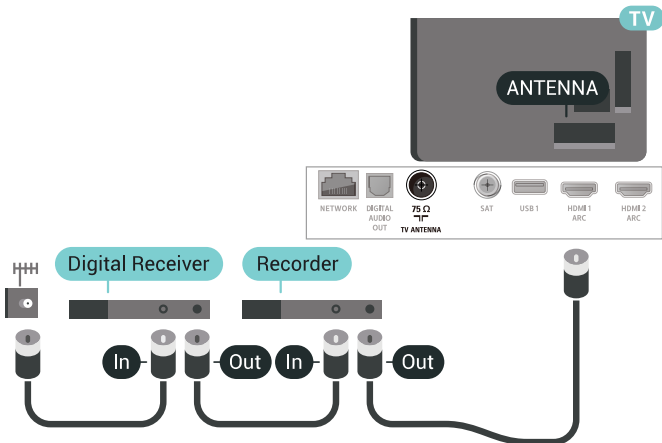 TV
ANTENNA
NETWORK
DIGITAL
AUDIO
OUT
75 Ω
TV ANTENNA
SAT
USB 1
HDMI 1
ARC
HDMI 2
ARC
Digital Receiver
Recorder
In
Out
In
Out